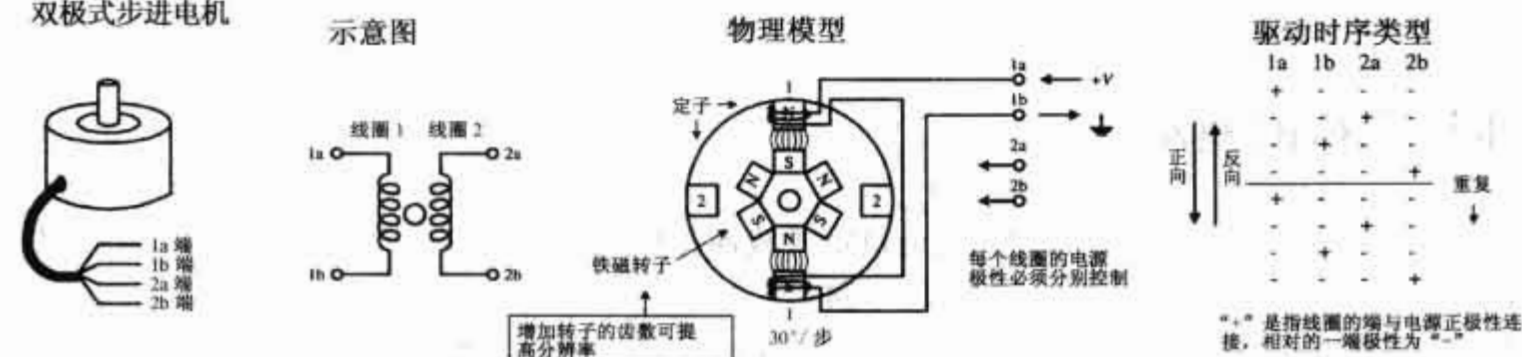 双极式步进电机
1a 端
1b 端
2a 端
2b 端
示意图
线圈 1 线圈 2
1a 2a
1b 2b
物理模型
定子
1
N
S
N N
2 2
S S
N
1
铁磁转子
30°/步
增加转子的齿数可提
高分辨率
1a +V
1b
2a
2b
每个线圈的电源
极性必须分别控制
驱动时序类型
1a 1b 2a 2b
+ - - -
- - + -
- + - -
- - - +
+ - - -
- - + -
- + - -
- - - +
正向
反向
重复
“+”是指线圈的端与电源正极性连
接，相对的一端极性为“-”